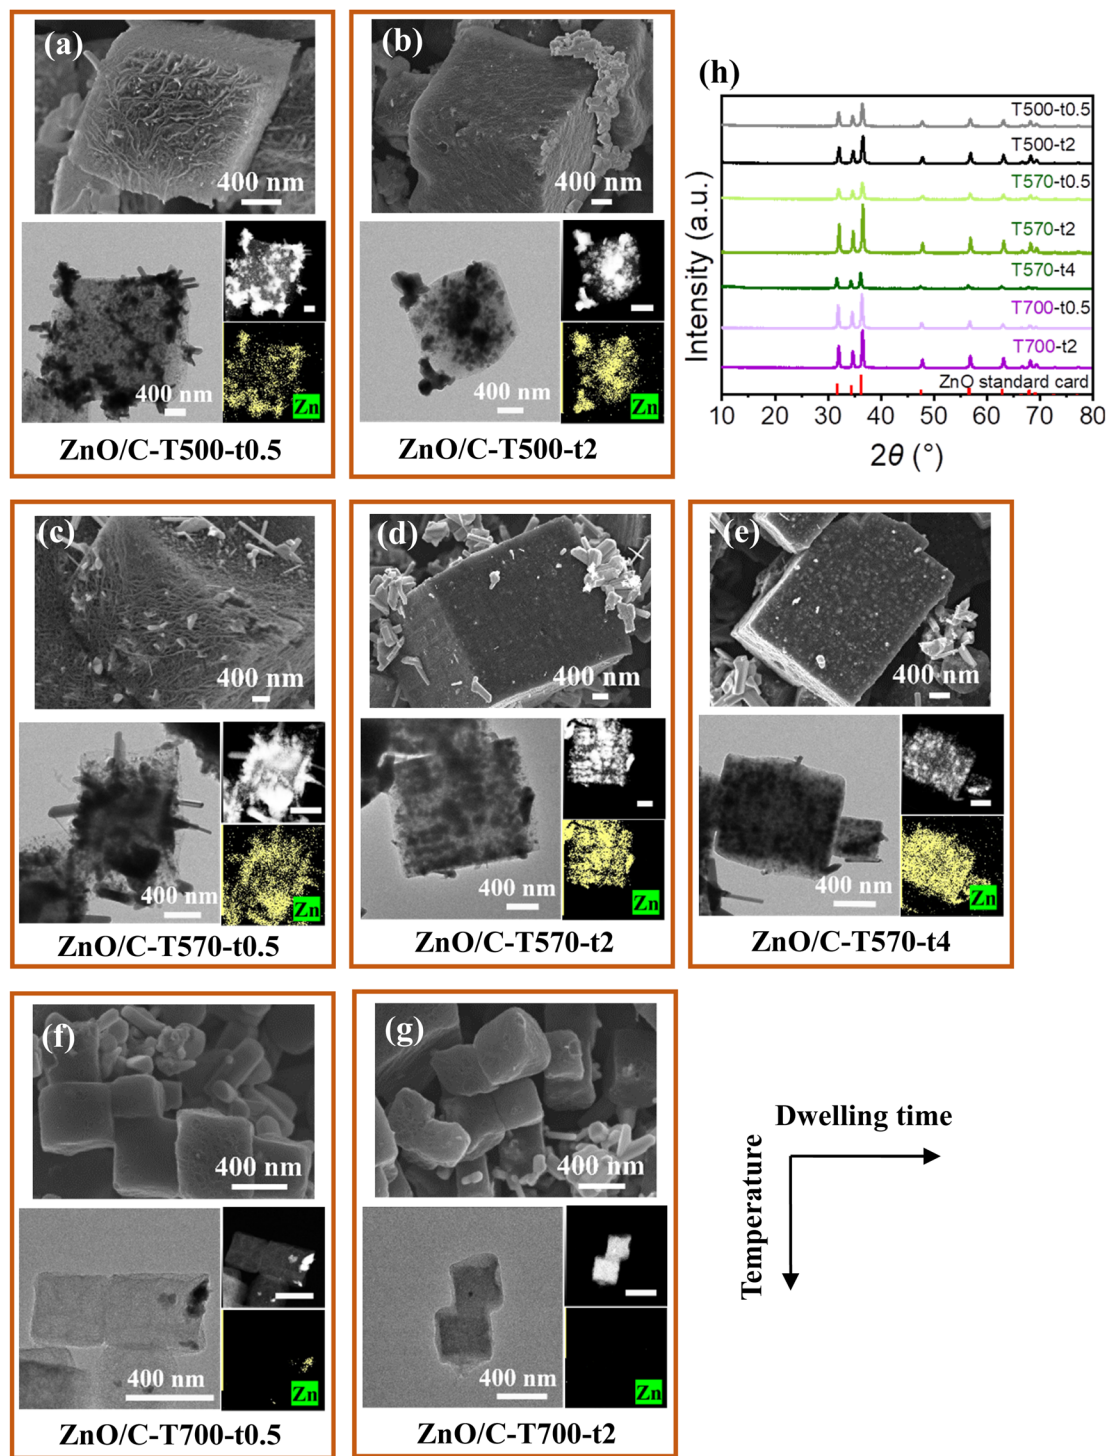 (a)
400 nm
400 nm
Zn
ZnO/C-T500-t0.5
(b)
400 nm
400 nm
Zn
ZnO/C-T500-t2
(h)
T500-t0.5
T500-t2
T570-t0.5
T570-t2
T570-t4
T700-t0.5
T700-t2
ZnO standard card
Intensity (a.u.)
10 20 30 40 50 60 70 80
2θ (°)
(c)
400 nm
400 nm
Zn
ZnO/C-T570-t0.5
(d)
400 nm
400 nm
Zn
ZnO/C-T570-t2
(e)
400 nm
400 nm
Zn
ZnO/C-T570-t4
(f)
400 nm
400 nm
Zn
ZnO/C-T700-t0.5
(g)
400 nm
400 nm
Zn
ZnO/C-T700-t2
Dwelling time
Temperature